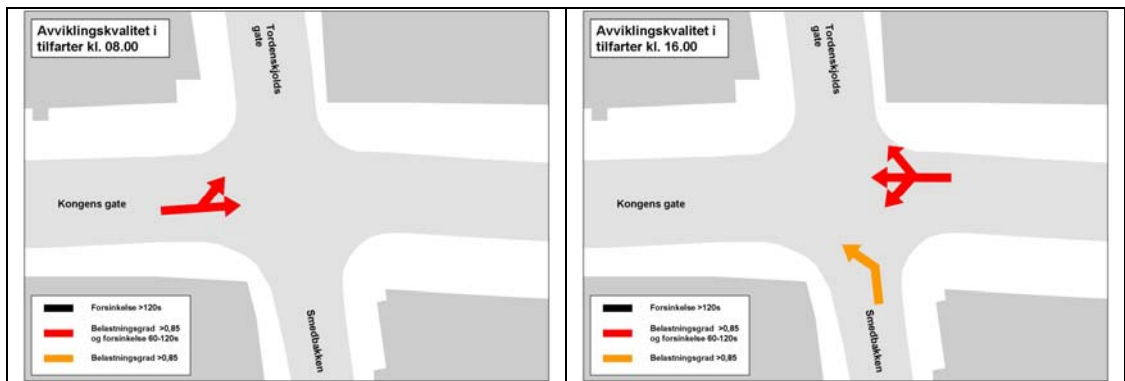 Avviklingskvalitet i
tilfarter kl. 08.00
Tordenskjolds
gate
Kongens gate
Smedbakken
Forsinkelse >120s
Belastningsgrad >0,85
og forsinkelse 60-120s
Belastningsgrad >0,85
Avviklingskvalitet i
tilfarter kl. 16.00
Tordenskjolds
gate
Kongens gate
Smedbakken
Forsinkelse >120s
Belastningsgrad >0,85
og forsinkelse 60-120s
Belastningsgrad >0,85